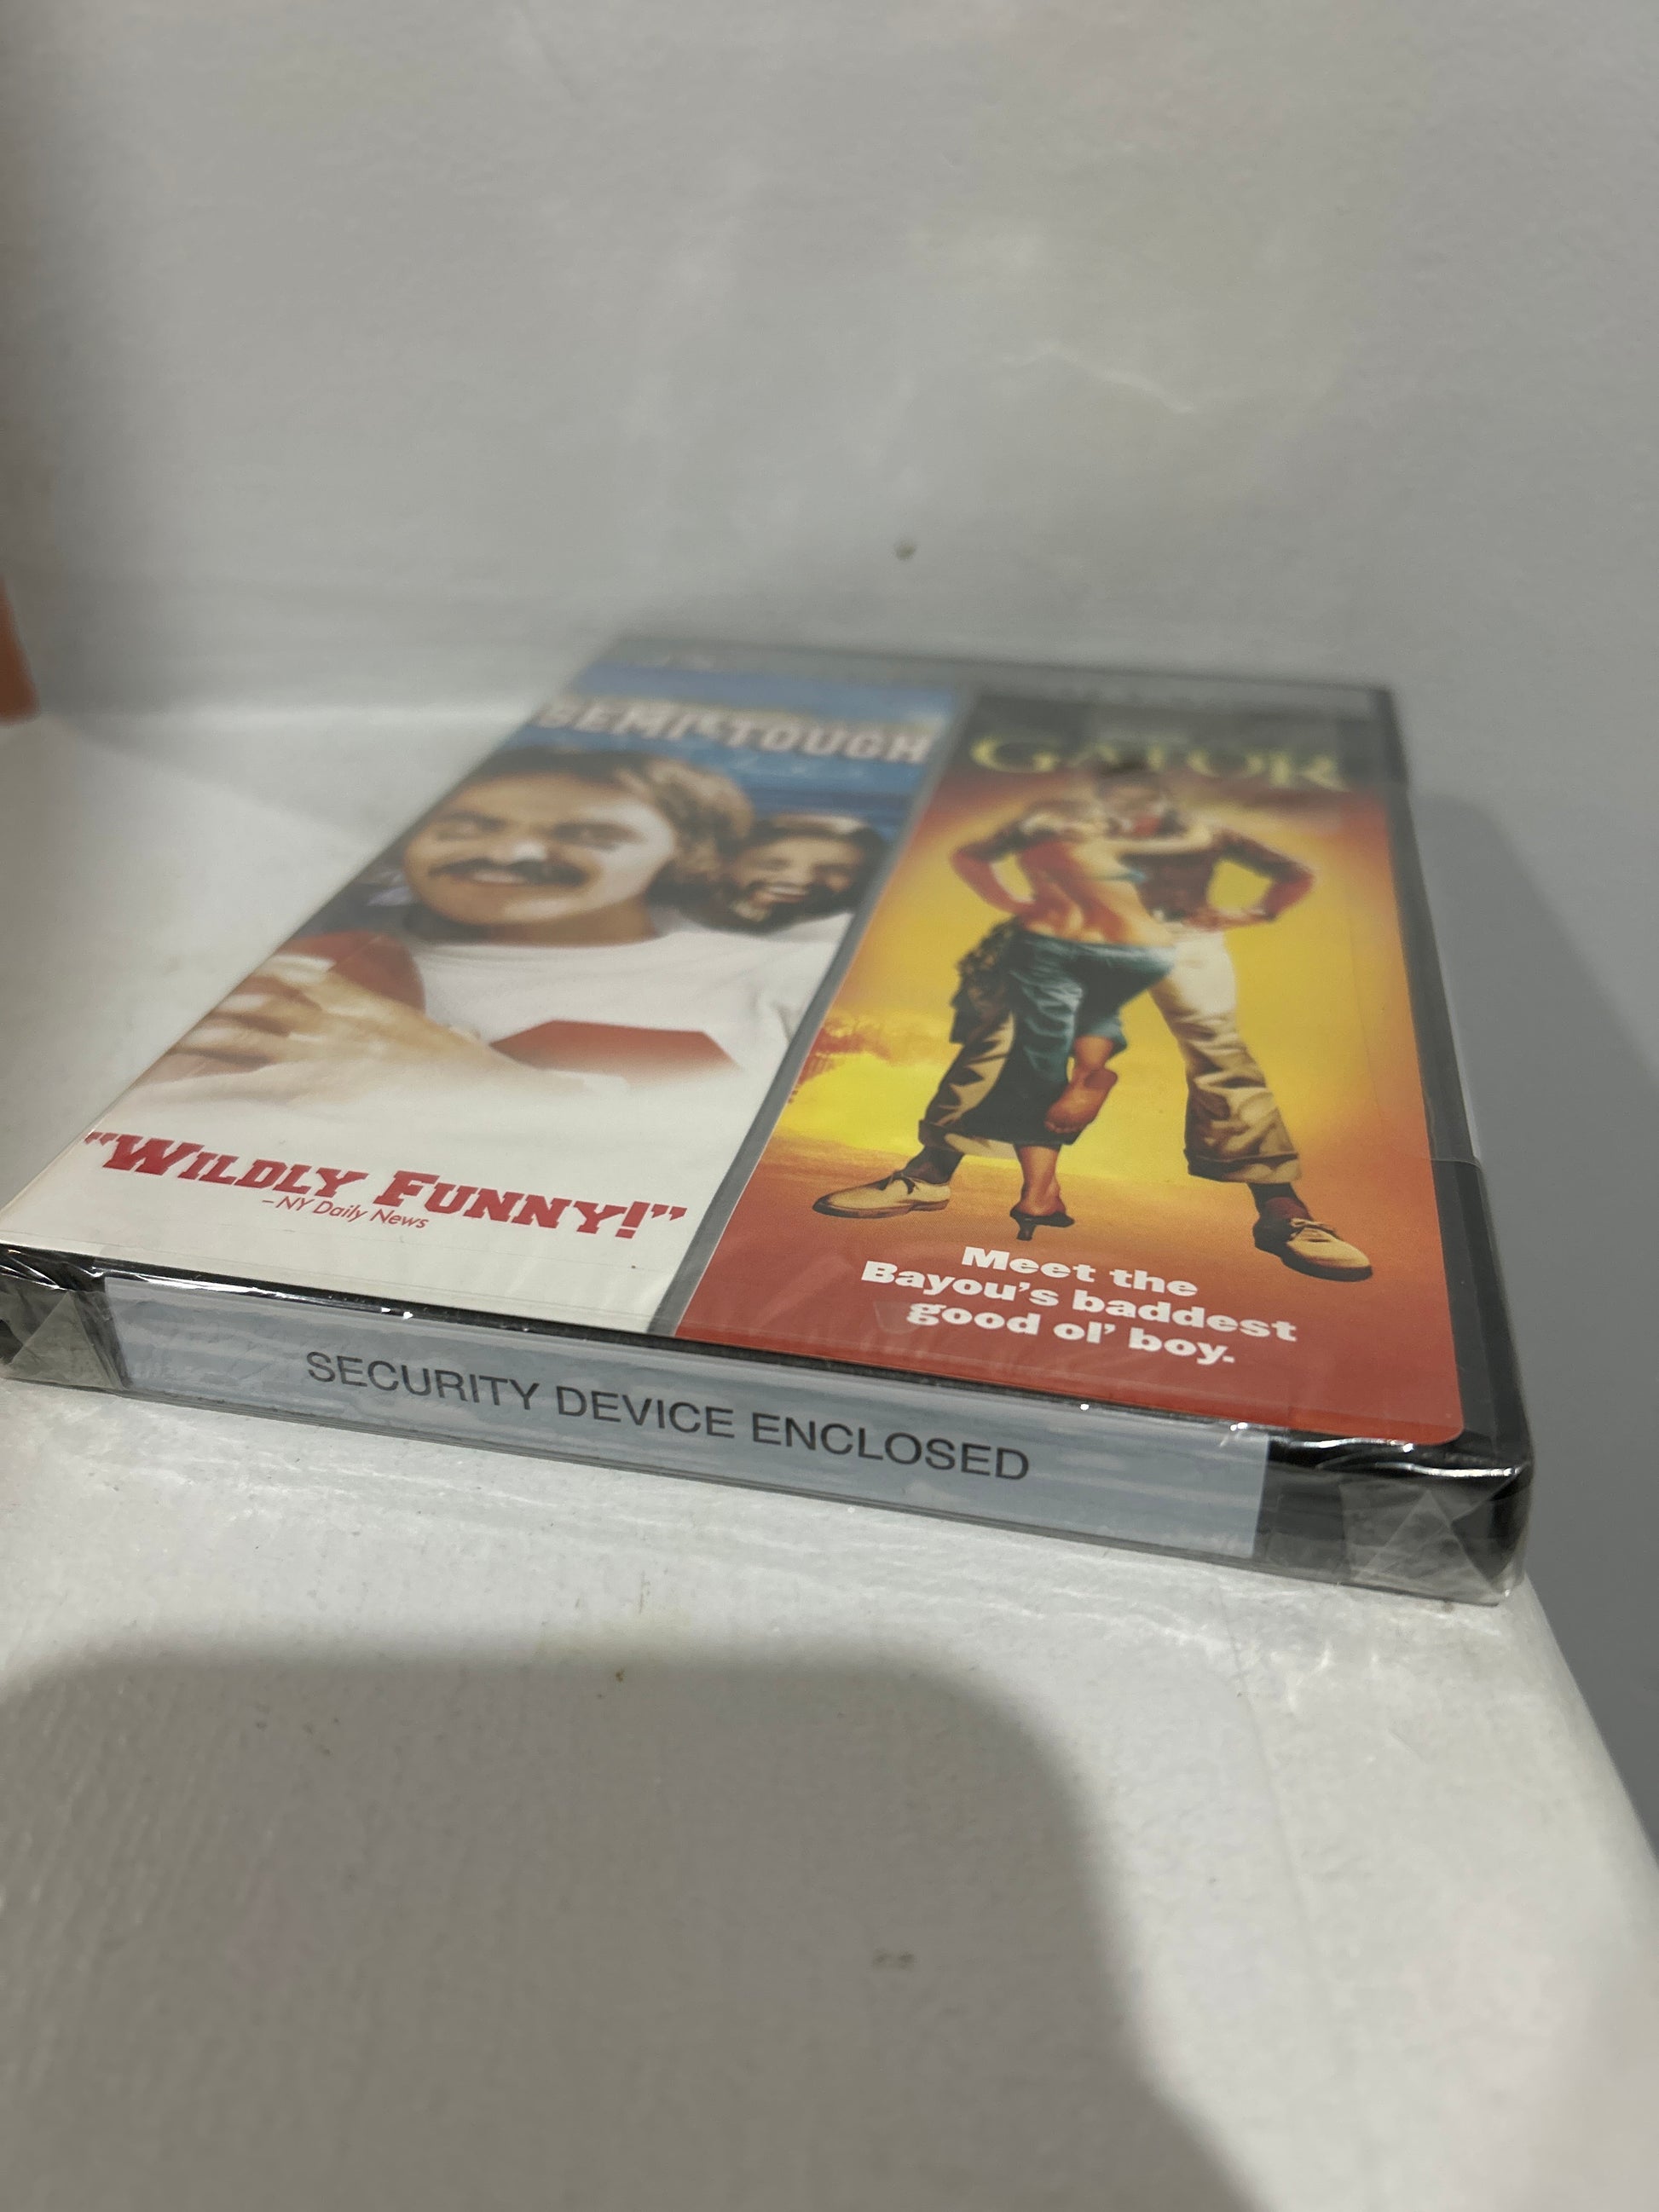 SEMI-TOUGH
GATOR
"WILDLY FUNNY!"
–NY Daily News
Meet the
Bayou's baddest
good ol' boy.
SECURITY DEVICE ENCLOSED